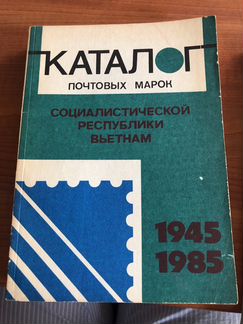 КАТАЛОГ
ПОЧТОВЫХ МАРОК
СОЦИАЛИСТИЧЕСКОЙ
РЕСПУБЛИКИ
ВЬЕТНАМ
1945
1985